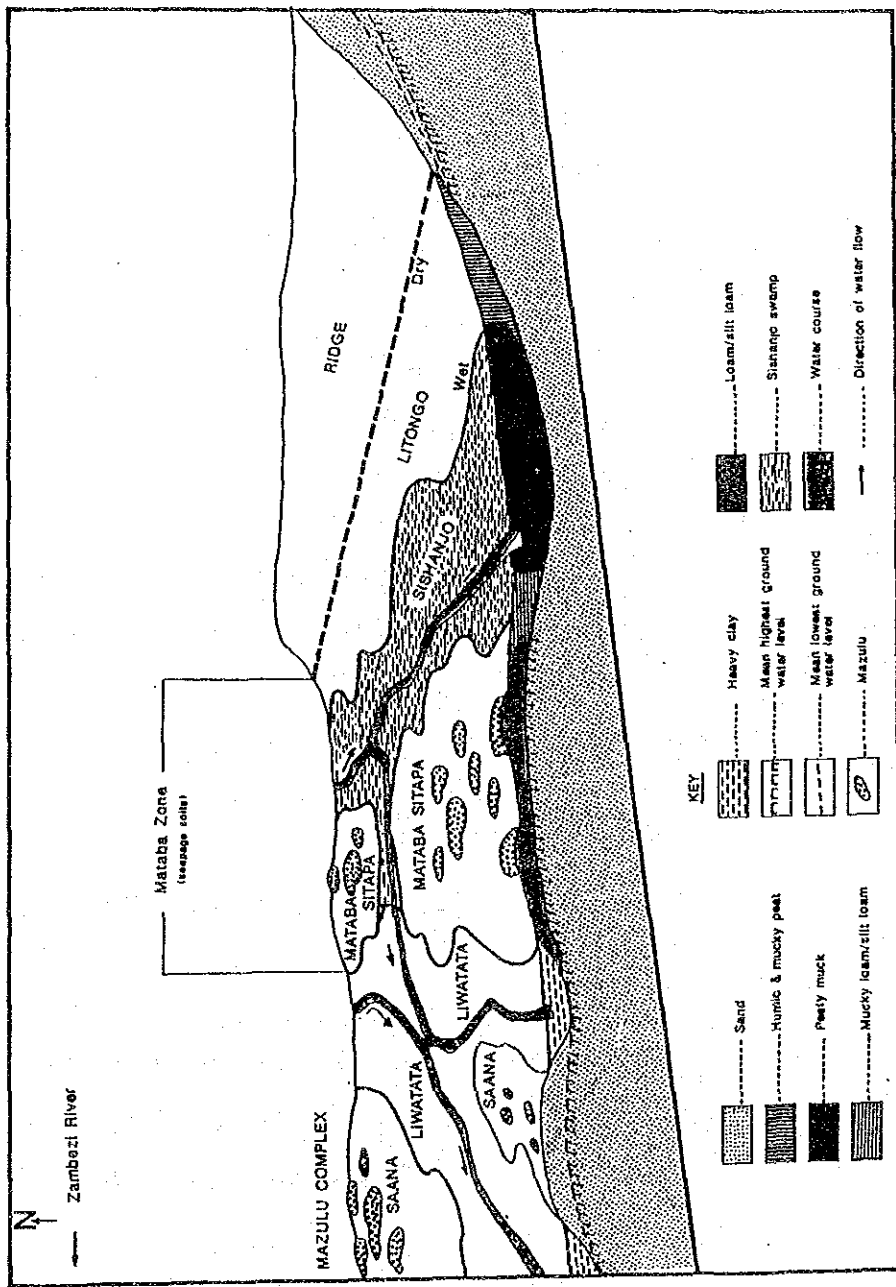 N
Zambezi River
Mataba Zone
(seepage soils)
MAZULU COMPLEX
SAANA
LIWATATA
SAANA
LIWATATA
MATABA
SITAPA
MATABA SITAPA
SISHANJO
LITONGO
RIDGE
Wet
Dry
KEY
Sand
Humic & mucky peat
Peaty muck
Mucky loam/silt loam
Heavy clay
Mean highest ground
water level
Mean lowest ground
water level
Mazulu
Loam/silt loam
Sishanjo swamp
Water course
Direction of water flow